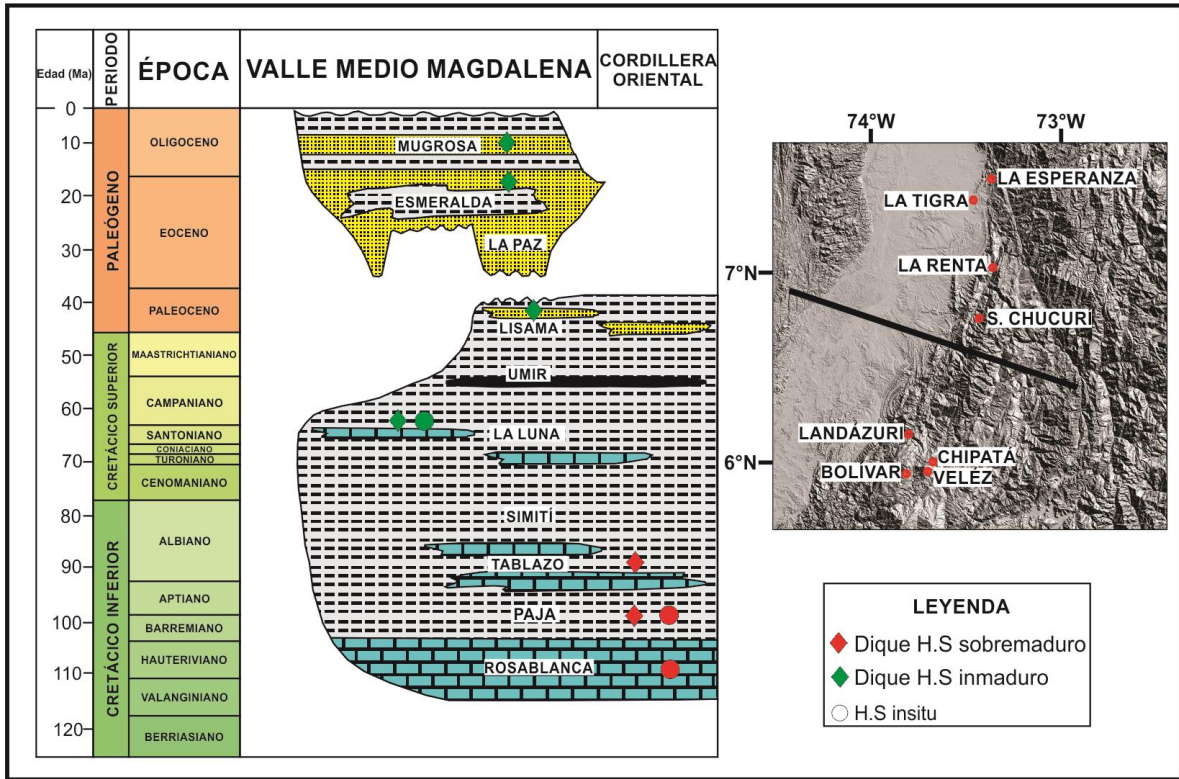 Edad (Ma)
PERIODO
ÉPOCA
VALLE MEDIO MAGDALENA
CORDILLERA
ORIENTAL
0
10
20
30
40
50
60
70
80
90
100
110
120
PALEÓGENO
CRETÁCICO SUPERIOR
CRETÁCICO INFERIOR
OLIGOCENO
EOCENO
PALEOCENO
MAASTRICHTIANIANO
CAMPANIANO
SANTONIANO
CONIACIANO
TURONIANO
CENOMANIANO
ALBIANO
APTIANO
BARREMIANO
HAUTERIVIANO
VALANGINIANO
BERRIASIANO
MUGROSA
ESMERALDA
LA PAZ
LISAMA
UMIR
LA LUNA
SIMITÍ
TABLAZO
PAJA
ROSABLANCA
74°W
73°W
7°N
6°N
LA ESPERANZA
LA TIGRA
LA RENTA
S. CHUCURÍ
LANDÁZURI
CHIPATÁ
BOLÍVAR
VELÉZ
LEYENDA
Dique H.S sobremaduro
Dique H.S inmaduro
H.S insitu